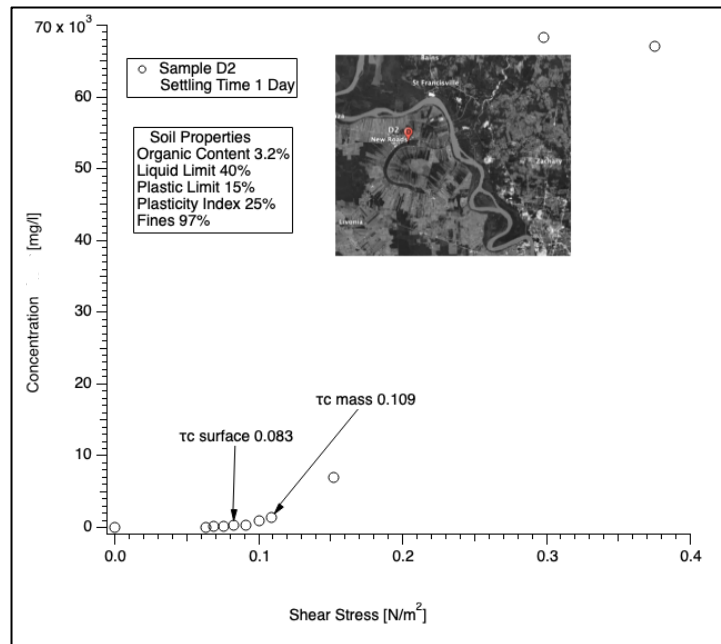 70 x 10³
60
50
40
30
20
10
0
Concentration [mg/l]
Sample D2
Settling Time 1 Day
Soil Properties
Organic Content 3.2%
Liquid Limit 40%
Plastic Limit 15%
Plasticity Index 25%
Fines 97%
Bains
St Francisville
D2
New Roads
Zachary
Livonia
τc mass 0.109
τc surface 0.083
0.0
0.1
0.2
0.3
0.4
Shear Stress [N/m²]